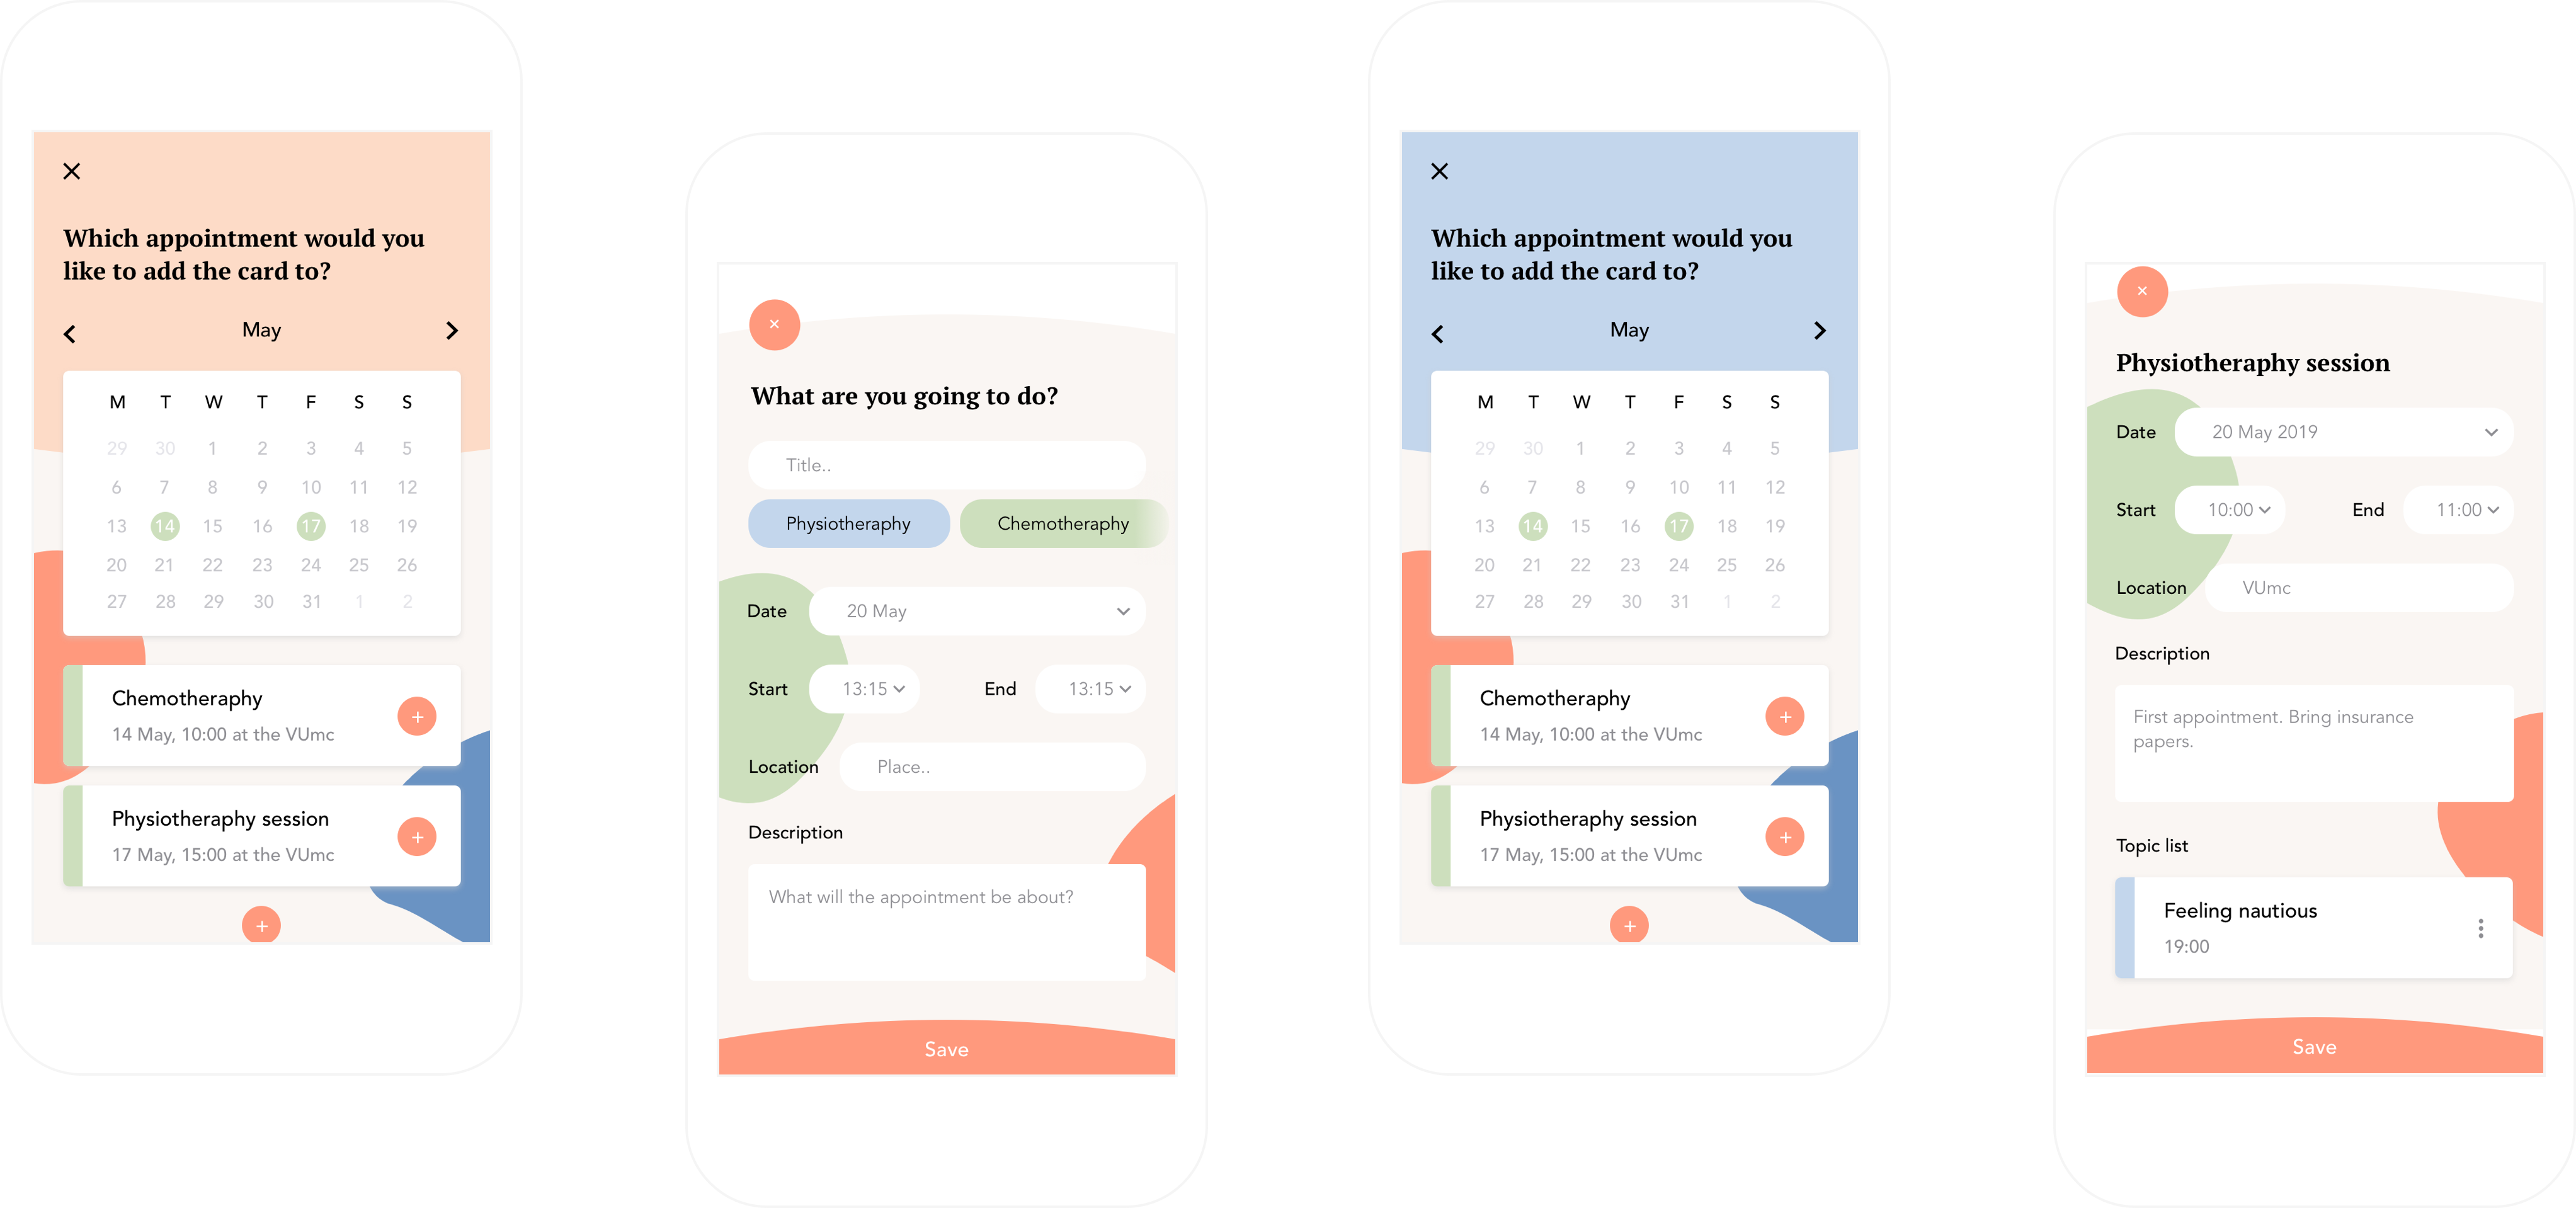 Which appointment would you
like to add the card to?
May
M T W T F S S
29 30 1 2 3 4 5
6 7 8 9 10 11 12
13 14 15 16 17 18 19
20 21 22 23 24 25 26
27 28 29 30 31 1 2
Chemotheraphy
14 May, 10:00 at the VUmc
+
Physiotheraphy session
17 May, 15:00 at the VUmc
+
+
What are you going to do?
Title..
Physiotheraphy Chemotheraphy
Date 20 May
Start 13:15 End 13:15
Location Place..
Description
What will the appointment be about?
Save
Which appointment would you
like to add the card to?
May
M T W T F S S
29 30 1 2 3 4 5
6 7 8 9 10 11 12
13 14 15 16 17 18 19
20 21 22 23 24 25 26
27 28 29 30 31 1 2
Chemotheraphy
14 May, 10:00 at the VUmc
+
Physiotheraphy session
17 May, 15:00 at the VUmc
+
+
Physiotheraphy session
Date 20 May 2019
Start 10:00 End 11:00
Location VUmc
Description
First appointment. Bring insurance
papers.
Topic list
Feeling nautious
19:00
Save